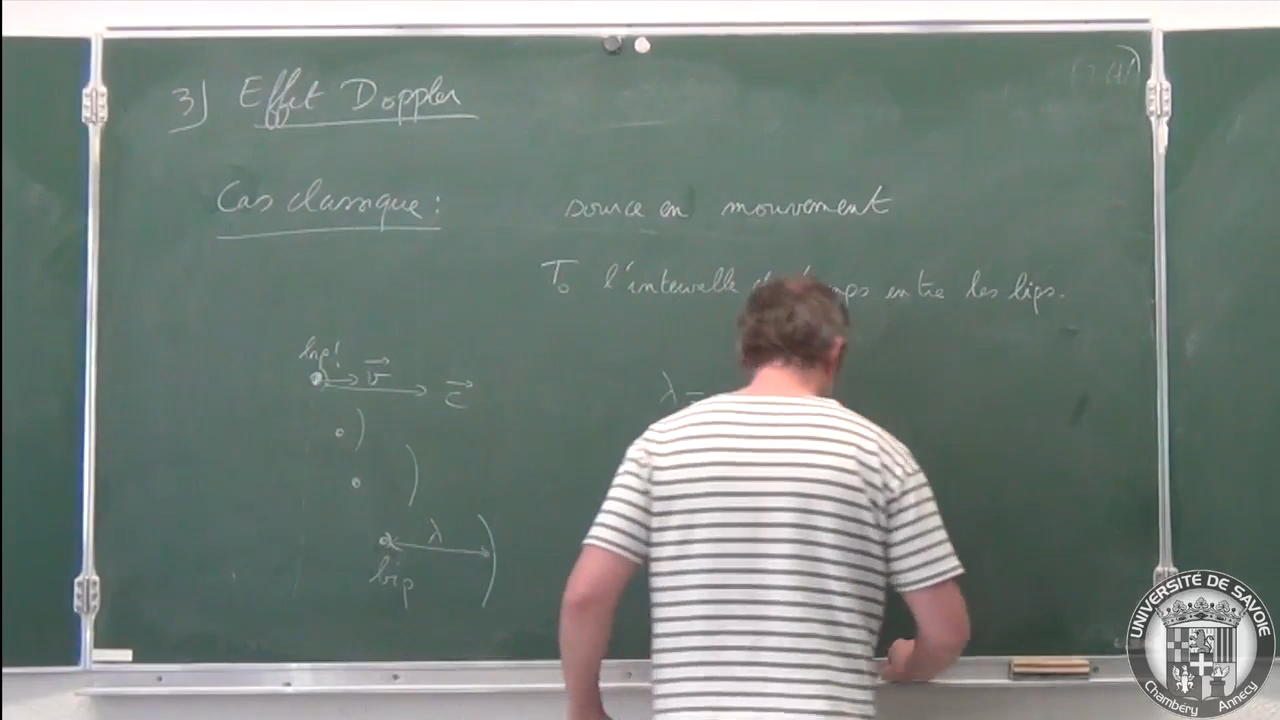 3) Effet Doppler
Cas classique : source en mouvement
T₀ l'intervalle temps entre les bips.
bip!
v
c
λ =
λ
bip
UNIVERSITÉ DE SAVOIE
Chambéry Annecy